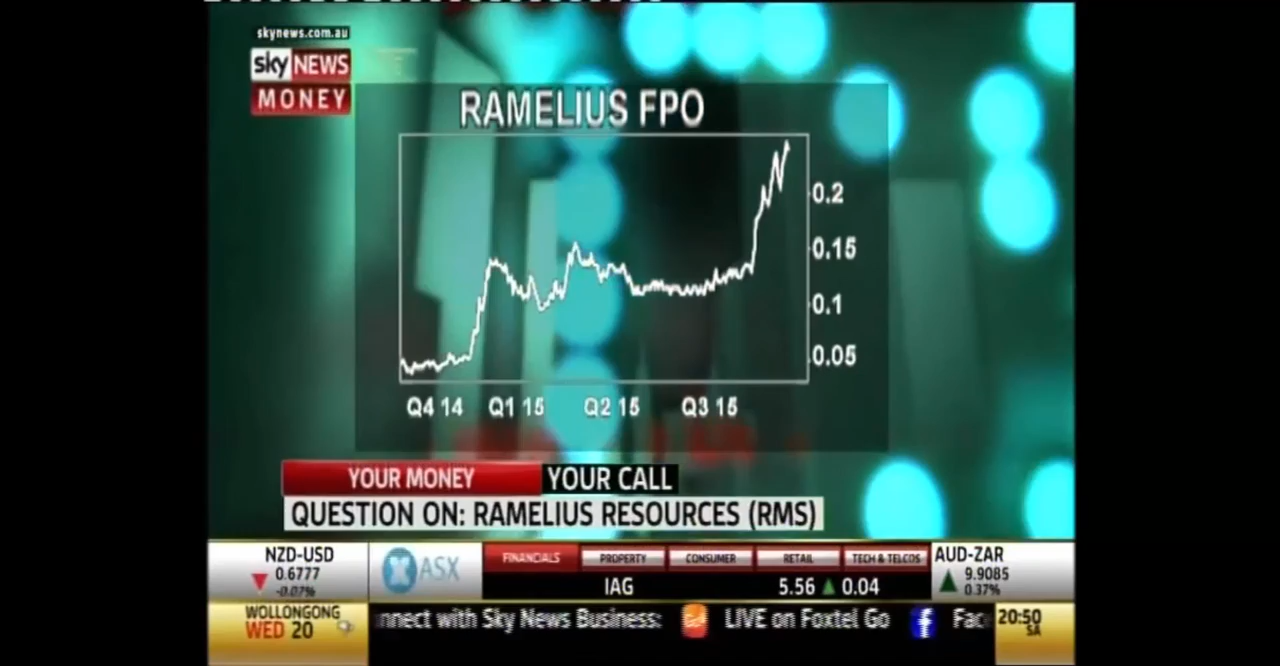 skynews.com.au
sky NEWS
MONEY
RAMELIUS FPO
0.2
0.15
0.1
0.05
Q4 14 Q1 15 Q2 15 Q3 15
YOUR MONEY YOUR CALL
QUESTION ON: RAMELIUS RESOURCES (RMS)
NZD-USD
0.6777
-0.07%
ASX
FINANCIALS PROPERTY CONSUMER RETAIL TECH & TELCOS
IAG 5.56 0.04
AUD-ZAR
9.9085
0.37%
WOLLONGONG
WED 20
nnect with Sky News Business: LIVE on Foxtel Go f Fac
20:50
SA